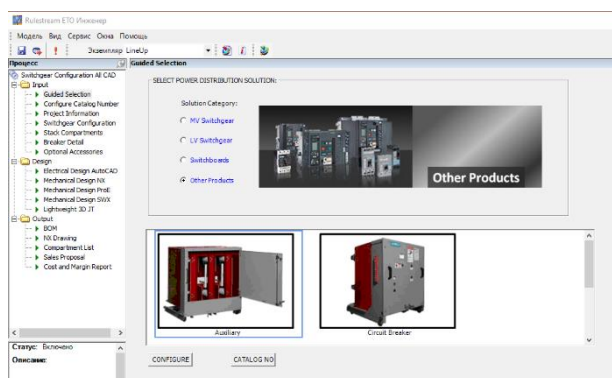 Rulestream ETO Инженер
Модель Вид Сервис Окна Помощь
Экземпляр LineUp
Процесс
Guided Selection
Switchgear Configuration All CAD
Input
Guided Selection
Configure Catalog Number
Project Information
Switchgear Configuration
Stack Compartments
Breaker Detail
Optional Accessories
Design
Electrical Design AutoCAD
Mechanical Design NX
Mechanical Design ProE
Mechanical Design SWX
Lightweight 3D JT
Output
BOM
NX Drawing
Compartment List
Sales Proposal
Cost and Margin Report
Статус: Включено
Описание:
SELECT POWER DISTRIBUTION SOLUTION:
Solution Category:
MV Switchgear
LV Switchgear
Switchboards
Other Products
Other Products
Auxiliary
Circuit Breaker
CONFIGURE
CATALOG NO